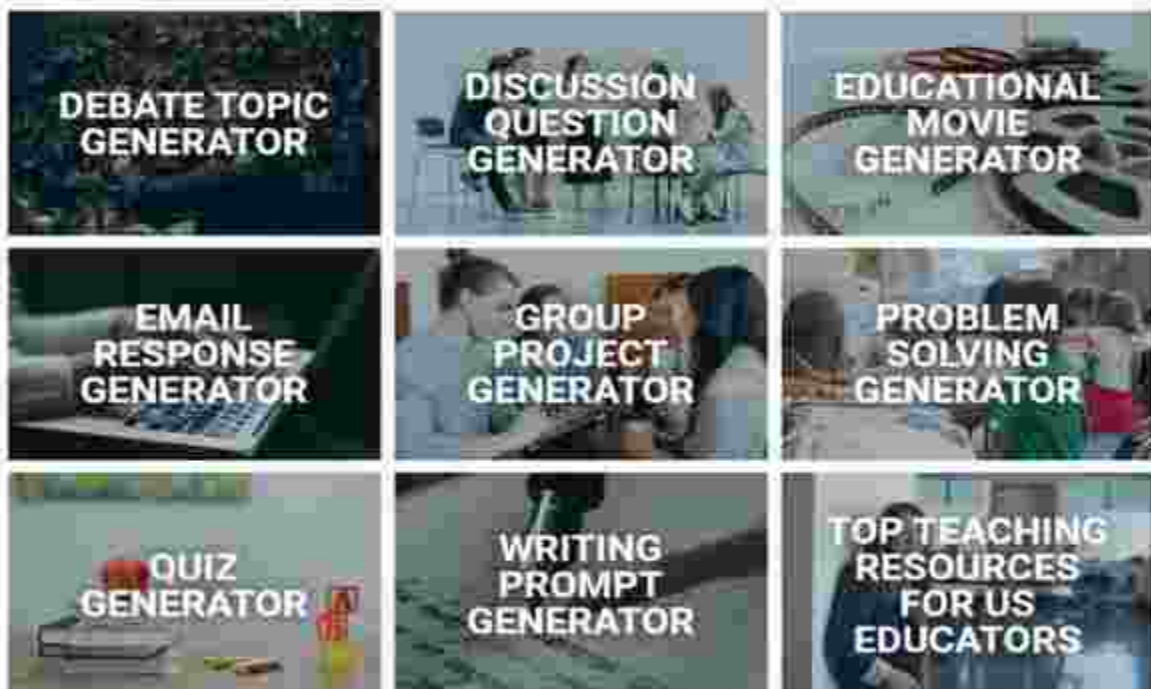 DEBATE TOPIC
GENERATOR
DISCUSSION
QUESTION
GENERATOR
EDUCATIONAL
MOVIE
GENERATOR
EMAIL
RESPONSE
GENERATOR
GROUP
PROJECT
GENERATOR
PROBLEM
SOLVING
GENERATOR
QUIZ
GENERATOR
WRITING
PROMPT
GENERATOR
TOP TEACHING
RESOURCES
FOR US
EDUCATORS